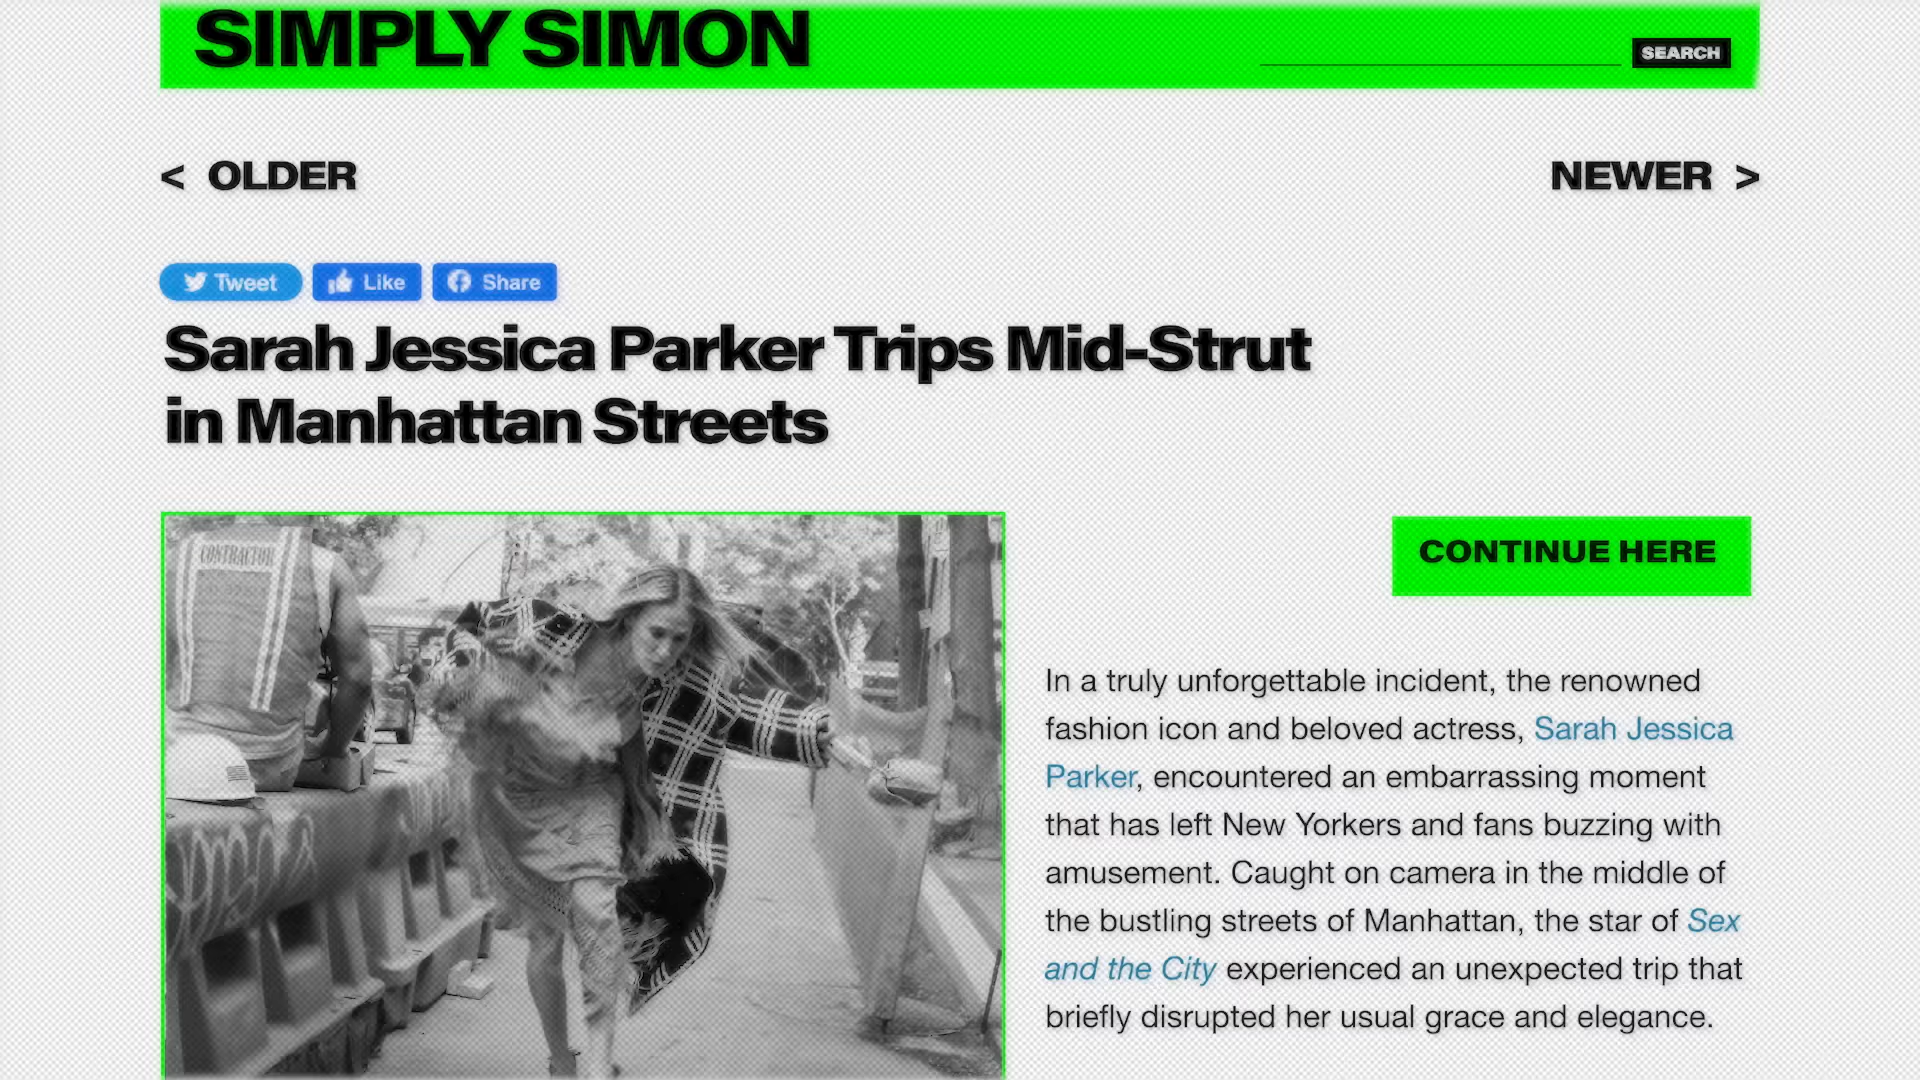 SIMPLY SIMON
SEARCH
< OLDER
NEWER >
Tweet
Like
Share
Sarah Jessica Parker Trips Mid-Strut
in Manhattan Streets
CONTRACTOR
CONTINUE HERE
In a truly unforgettable incident, the renowned
fashion icon and beloved actress, Sarah Jessica
Parker, encountered an embarrassing moment
that has left New Yorkers and fans buzzing with
amusement. Caught on camera in the middle of
the bustling streets of Manhattan, the star of Sex
and the City experienced an unexpected trip that
briefly disrupted her usual grace and elegance.